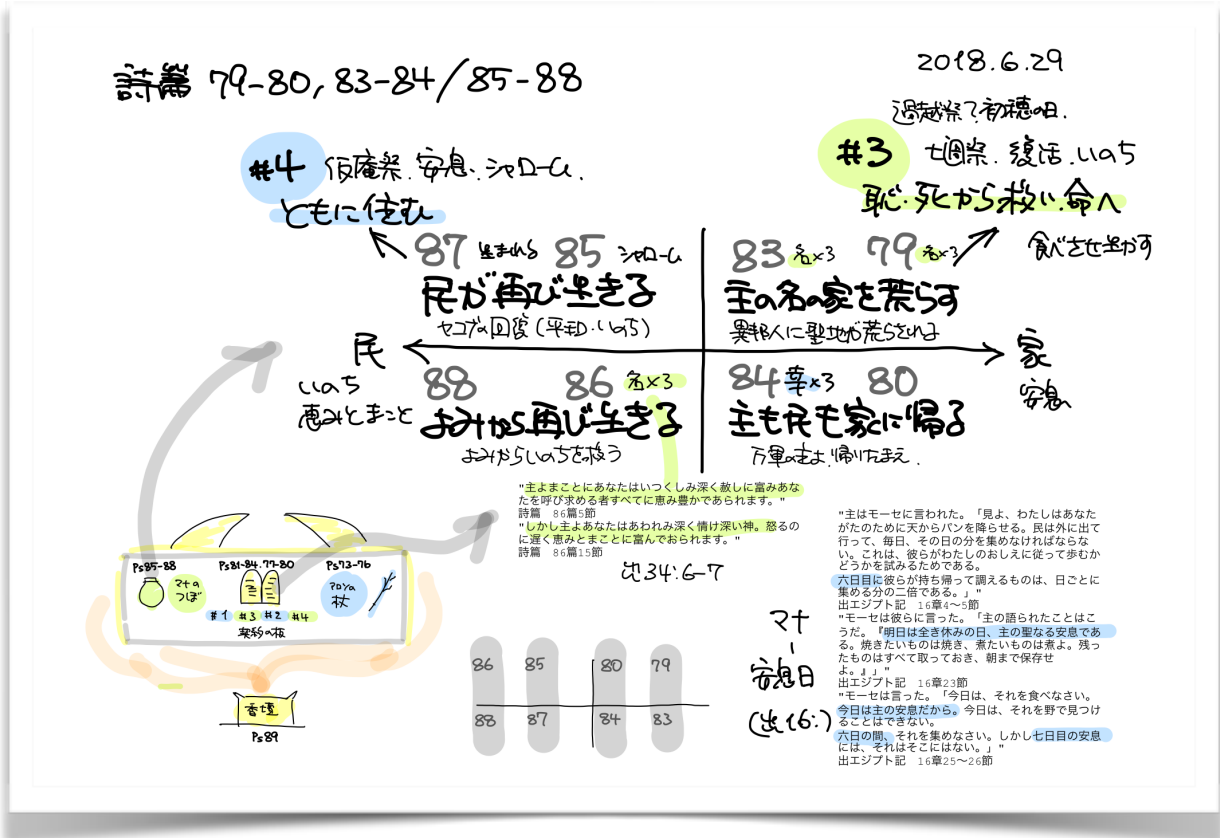 詩篇 79-80, 83-84/85-88
2018.6.29
過越祭〜初穂の日.
#4 仮庵祭.安息.シャローム.
ともに住む
#3 七週祭.復活.いのち
恥・死から救い.命へ
食べさせ生かす
87 生まれる 85 シャローム
民が再び生きる
ヤコブの回復(平和・いのち)
83 名×3 79 名×3
主の名の家を荒らす
異邦人に聖地が荒らされる
民
いのち
恵みとまこと
家
安息
88 86 名×3
よみから再び生きる
よみからいのちを救う
84 幸×3 80
主も民も家に帰る
万軍の主よ.帰りたまえ.
"主よまことにあなたはいつくしみ深く赦しに富みあな
たを呼び求める者すべてに恵み豊かであられます。"
詩篇 86篇5節
"しかし主よあなたはあわれみ深く情け深い神。怒るの
に遅く恵みとまことに富んでおられます。"
詩篇 86篇15節
出34:6-7
Ps85-88
マナの
つぼ
Ps81-84.77-80
#1 #3 #2 #4
契約の板
Ps73-76
アロンの
杖
香壇
Ps89
86 85 80 79
88 87 84 83
マナ
安息日
(出16:)
"主はモーセに言われた。「見よ、わたしはあなた
がたのために天からパンを降らせる。民は外に出て
行って、毎日、その日の分を集めなければならな
い。これは、彼らがわたしのおしえに従って歩むか
どうかを試みるためである。
六日目に彼らが持ち帰って調えるものは、日ごとに
集める分の二倍である。」"
出エジプト記 16章4〜5節
"モーセは彼らに言った。「主の語られたことはこ
うだ。『明日は全き休みの日、主の聖なる安息であ
る。焼きたいものは焼き、煮たいものは煮よ。残っ
たものはすべて取っておき、朝まで保存せ
よ。』」"
出エジプト記 16章23節
"モーセは言った。「今日は、それを食べなさい。
今日は主の安息だから。今日は、それを野で見つけ
ることはできない。
六日の間、それを集めなさい。しかし七日目の安息
には、それはそこにはない。」"
出エジプト記 16章25〜26節